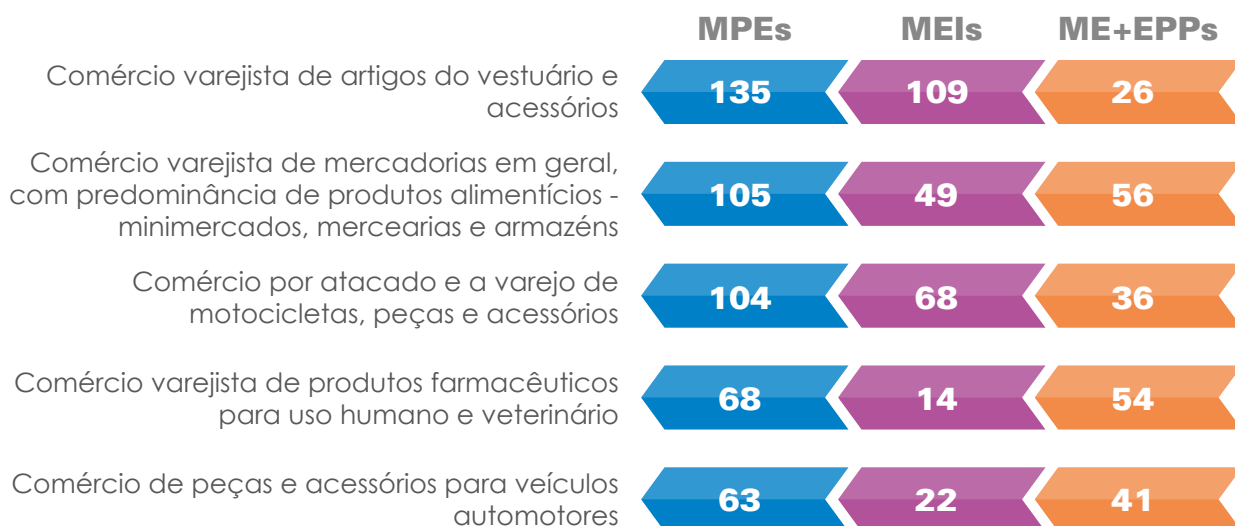 MPEs MEIs ME+EPPs
Comércio varejista de artigos do vestuário e
acessórios
135 109 26
Comércio varejista de mercadorias em geral,
com predominância de produtos alimentícios -
minimercados, mercearias e armazéns
105 49 56
Comércio por atacado e a varejo de
motocicletas, peças e acessórios
104 68 36
Comércio varejista de produtos farmacêuticos
para uso humano e veterinário
68 14 54
Comércio de peças e acessórios para veículos
automotores
63 22 41